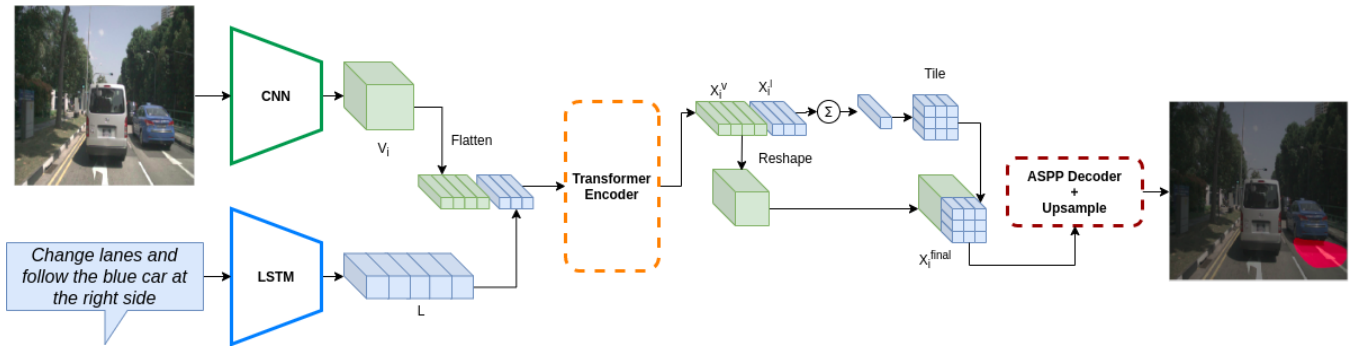 CNN
V_i
Flatten
Change lanes and
follow the blue car at
the right side
LSTM
L
Transformer
Encoder
X_i^v
X_i^l
Σ
Tile
Reshape
X_i^final
ASPP Decoder
+
Upsample